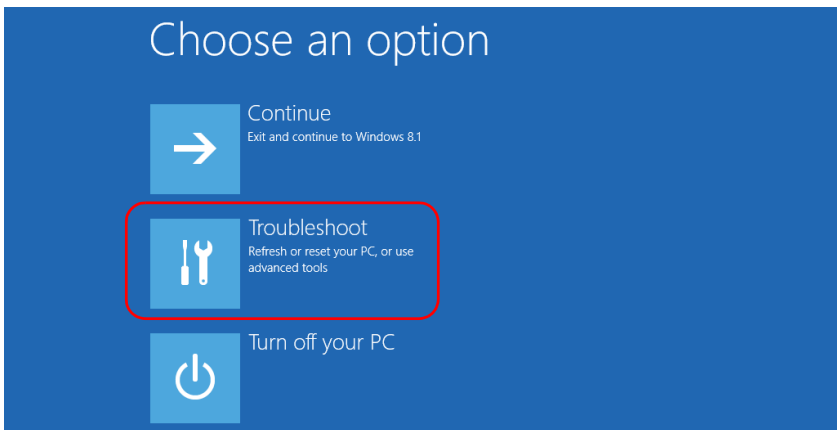 Choose an option
Continue
Exit and continue to Windows 8.1
Troubleshoot
Refresh or reset your PC, or use
advanced tools
Turn off your PC